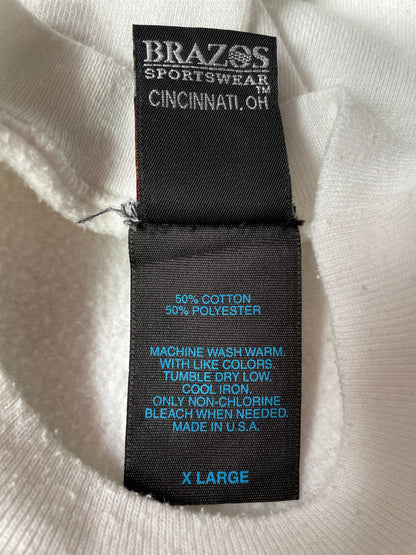 BRAZOS
SPORTSWEAR
TM
CINCINNATI, OH
50% COTTON
50% POLYESTER
MACHINE WASH WARM.
WITH LIKE COLORS.
TUMBLE DRY LOW.
COOL IRON.
ONLY NON-CHLORINE
BLEACH WHEN NEEDED.
MADE IN U.S.A.
X LARGE